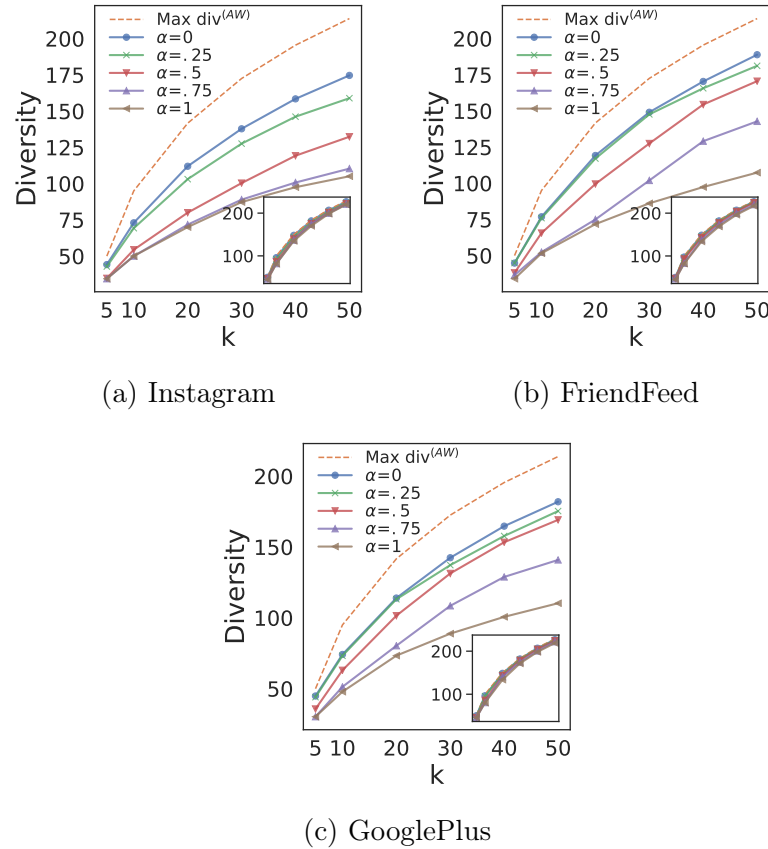 Max div(AW)
α=0
α=.25
α=.5
α=.75
α=1
200
175
150
125
100
75
50
Diversity
200
100
5 10 20 30 40 50
k
(a) Instagram
Max div(AW)
α=0
α=.25
α=.5
α=.75
α=1
200
175
150
125
100
75
50
Diversity
200
100
5 10 20 30 40 50
k
(b) FriendFeed
Max div(AW)
α=0
α=.25
α=.5
α=.75
α=1
200
150
100
50
Diversity
200
100
5 10 20 30 40 50
k
(c) GooglePlus